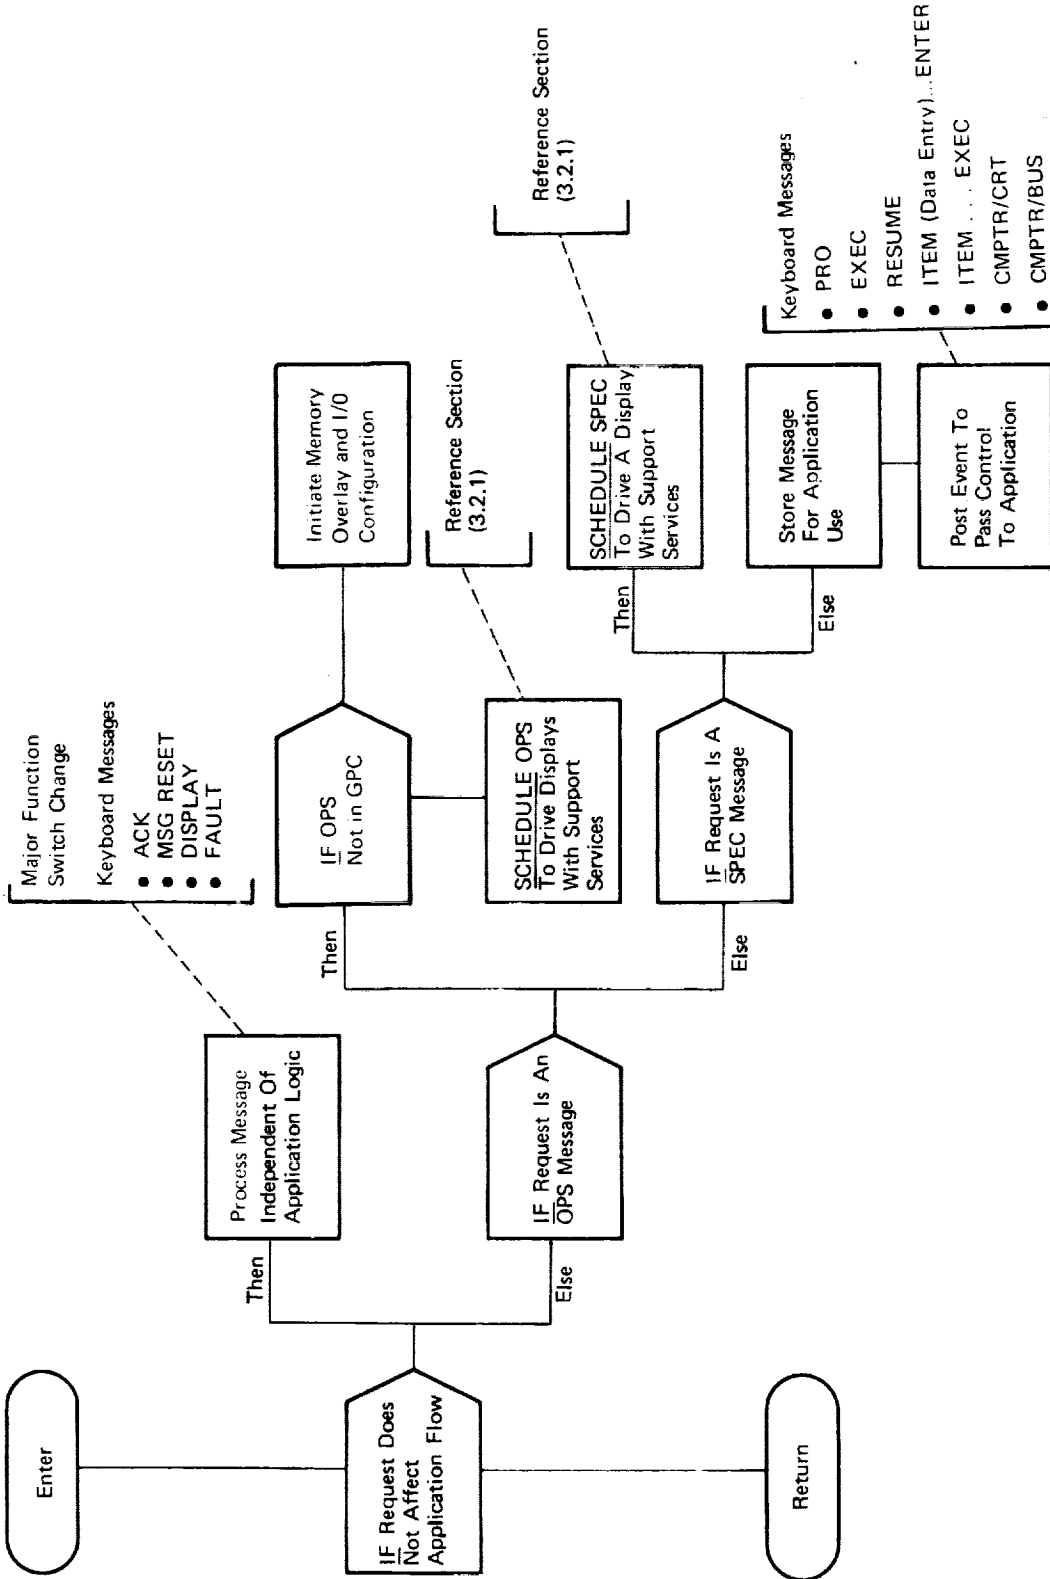 Enter
IF Request Does
Not Affect
Application Flow
Return
Then
Else
Process Message
Independent Of
Application Logic
Major Function
Switch Change
Keyboard Messages
● ACK
● MSG RESET
● DISPLAY
● FAULT
IF Request Is An
OPS Message
Then
Else
IF OPS
Not in GPC
Initiate Memory
Overlay and I/O
Configuration
SCHEDULE OPS
To Drive Displays
With Support
Services
Reference Section
(3.2.1)
IF Request Is A
SPEC Message
Then
Else
SCHEDULE SPEC
To Drive A Display
With Support
Services
Reference Section
(3.2.1)
Store Message
For Application
Use
Post Event To
Pass Control
To Application
Keyboard Messages
● PRO
● EXEC
● RESUME
● ITEM (Data Entry)...ENTER
● ITEM ... EXEC
● CMPTR/CRT
● CMPTR/BUS